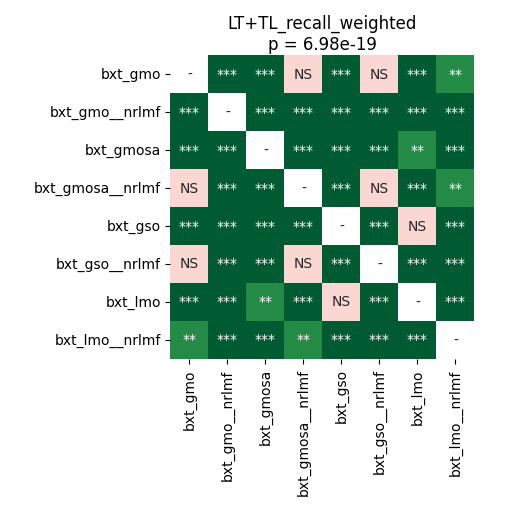 LT+TL_recall_weighted
p = 6.98e-19
bxt_gmo - *** *** NS *** NS *** **
bxt_gmo__nrlmf *** - *** *** *** *** *** ***
bxt_gmosa *** *** - *** *** *** ** ***
bxt_gmosa__nrlmf NS *** *** - *** NS *** **
bxt_gso *** *** *** *** - *** NS ***
bxt_gso__nrlmf NS *** *** NS *** - *** ***
bxt_lmo *** *** ** *** NS *** - ***
bxt_lmo__nrlmf ** *** *** ** *** *** *** -
bxt_gmo
bxt_gmo__nrlmf
bxt_gmosa
bxt_gmosa__nrlmf
bxt_gso
bxt_gso__nrlmf
bxt_lmo
bxt_lmo__nrlmf